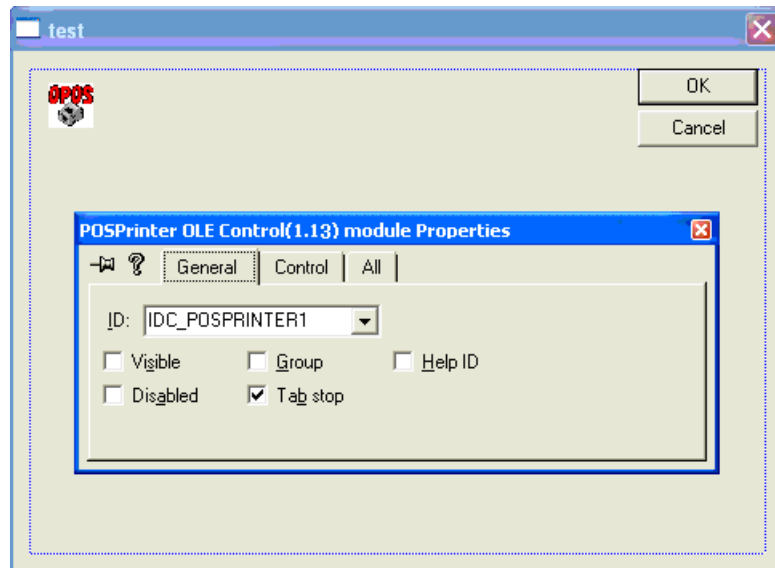 test
OPOS
OK
Cancel
POSPrinter OLE Control(1.13) module Properties
General Control All
ID: IDC_POSPRINTER1
Visible Group Help ID
Disabled Tab stop